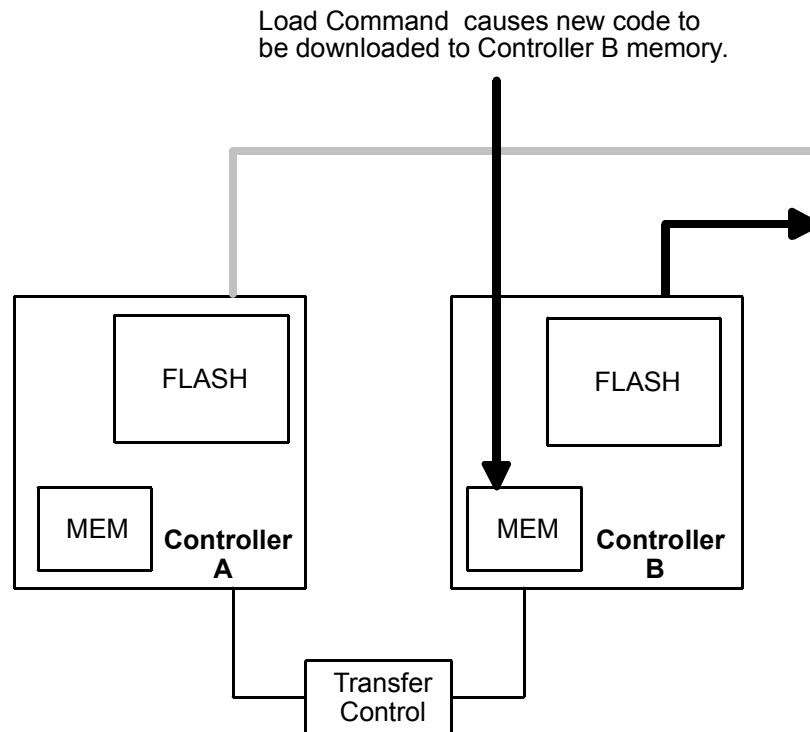 Load Command  causes new code to
be downloaded to Controller B memory.
FLASH
FLASH
MEM
Controller
A
MEM
Controller
B
Transfer
Control